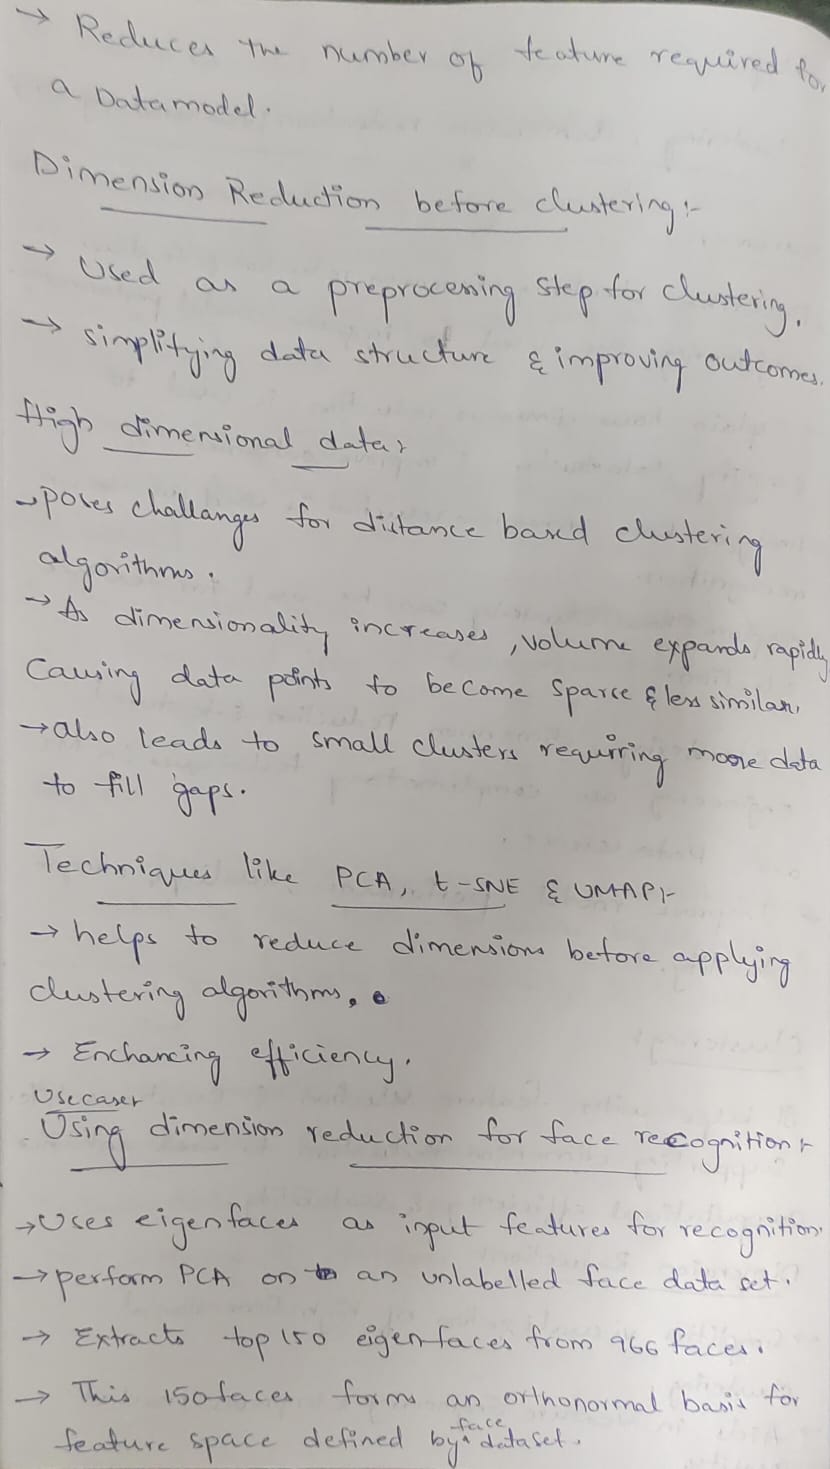 → Reduces the number of feature required for
a Datamodel.
Dimension Reduction before clustering:-
→ Used as a preprocessing step for clustering.
→ simplifying data structure & improving outcomes.
High dimensional data:
→ poses challanges for distance based clustering
algorithms.
→ As dimensionality increases, volume expands rapidly
Causing data points to become sparse & less similar,
→ also leads to small clusters requirring more data
to fill gaps.
Techniques like PCA, t-SNE & UMAP:-
→ helps to reduce dimensions before applying
clustering algorithms.
→ Enchancing efficiency.
Usecases
Using dimension reduction for face recognition:-
→ Uses eigenfaces as input features for recognition.
→ perform PCA on an unlabelled face data set.
→ Extracts top 150 eigenfaces from 966 faces.
→ This 150faces forms an orthonormal basis for
feature space defined by face dataset.